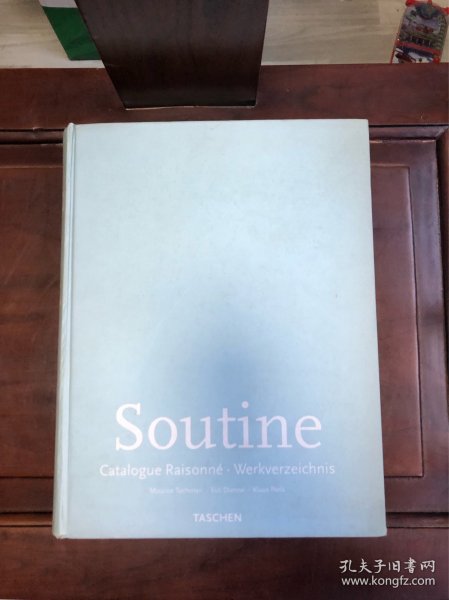 Soutine
Catalogue Raisonné · Werkverzeichnis
Maurice Tuchman · Esti Dunow · Klaus Perls
TASCHEN
孔夫子旧书网
www.kongfz.com